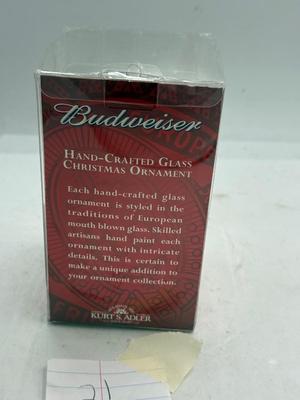 Budweiser
HAND-CRAFTED GLASS
CHRISTMAS ORNAMENT
Each hand-crafted glass
ornament is styled in the
traditions of European
mouth blown glass. Skilled
artisans hand paint each
ornament with intricate
details. This is certain to
make a unique addition to
your ornament collection.
KURT S. ADLER